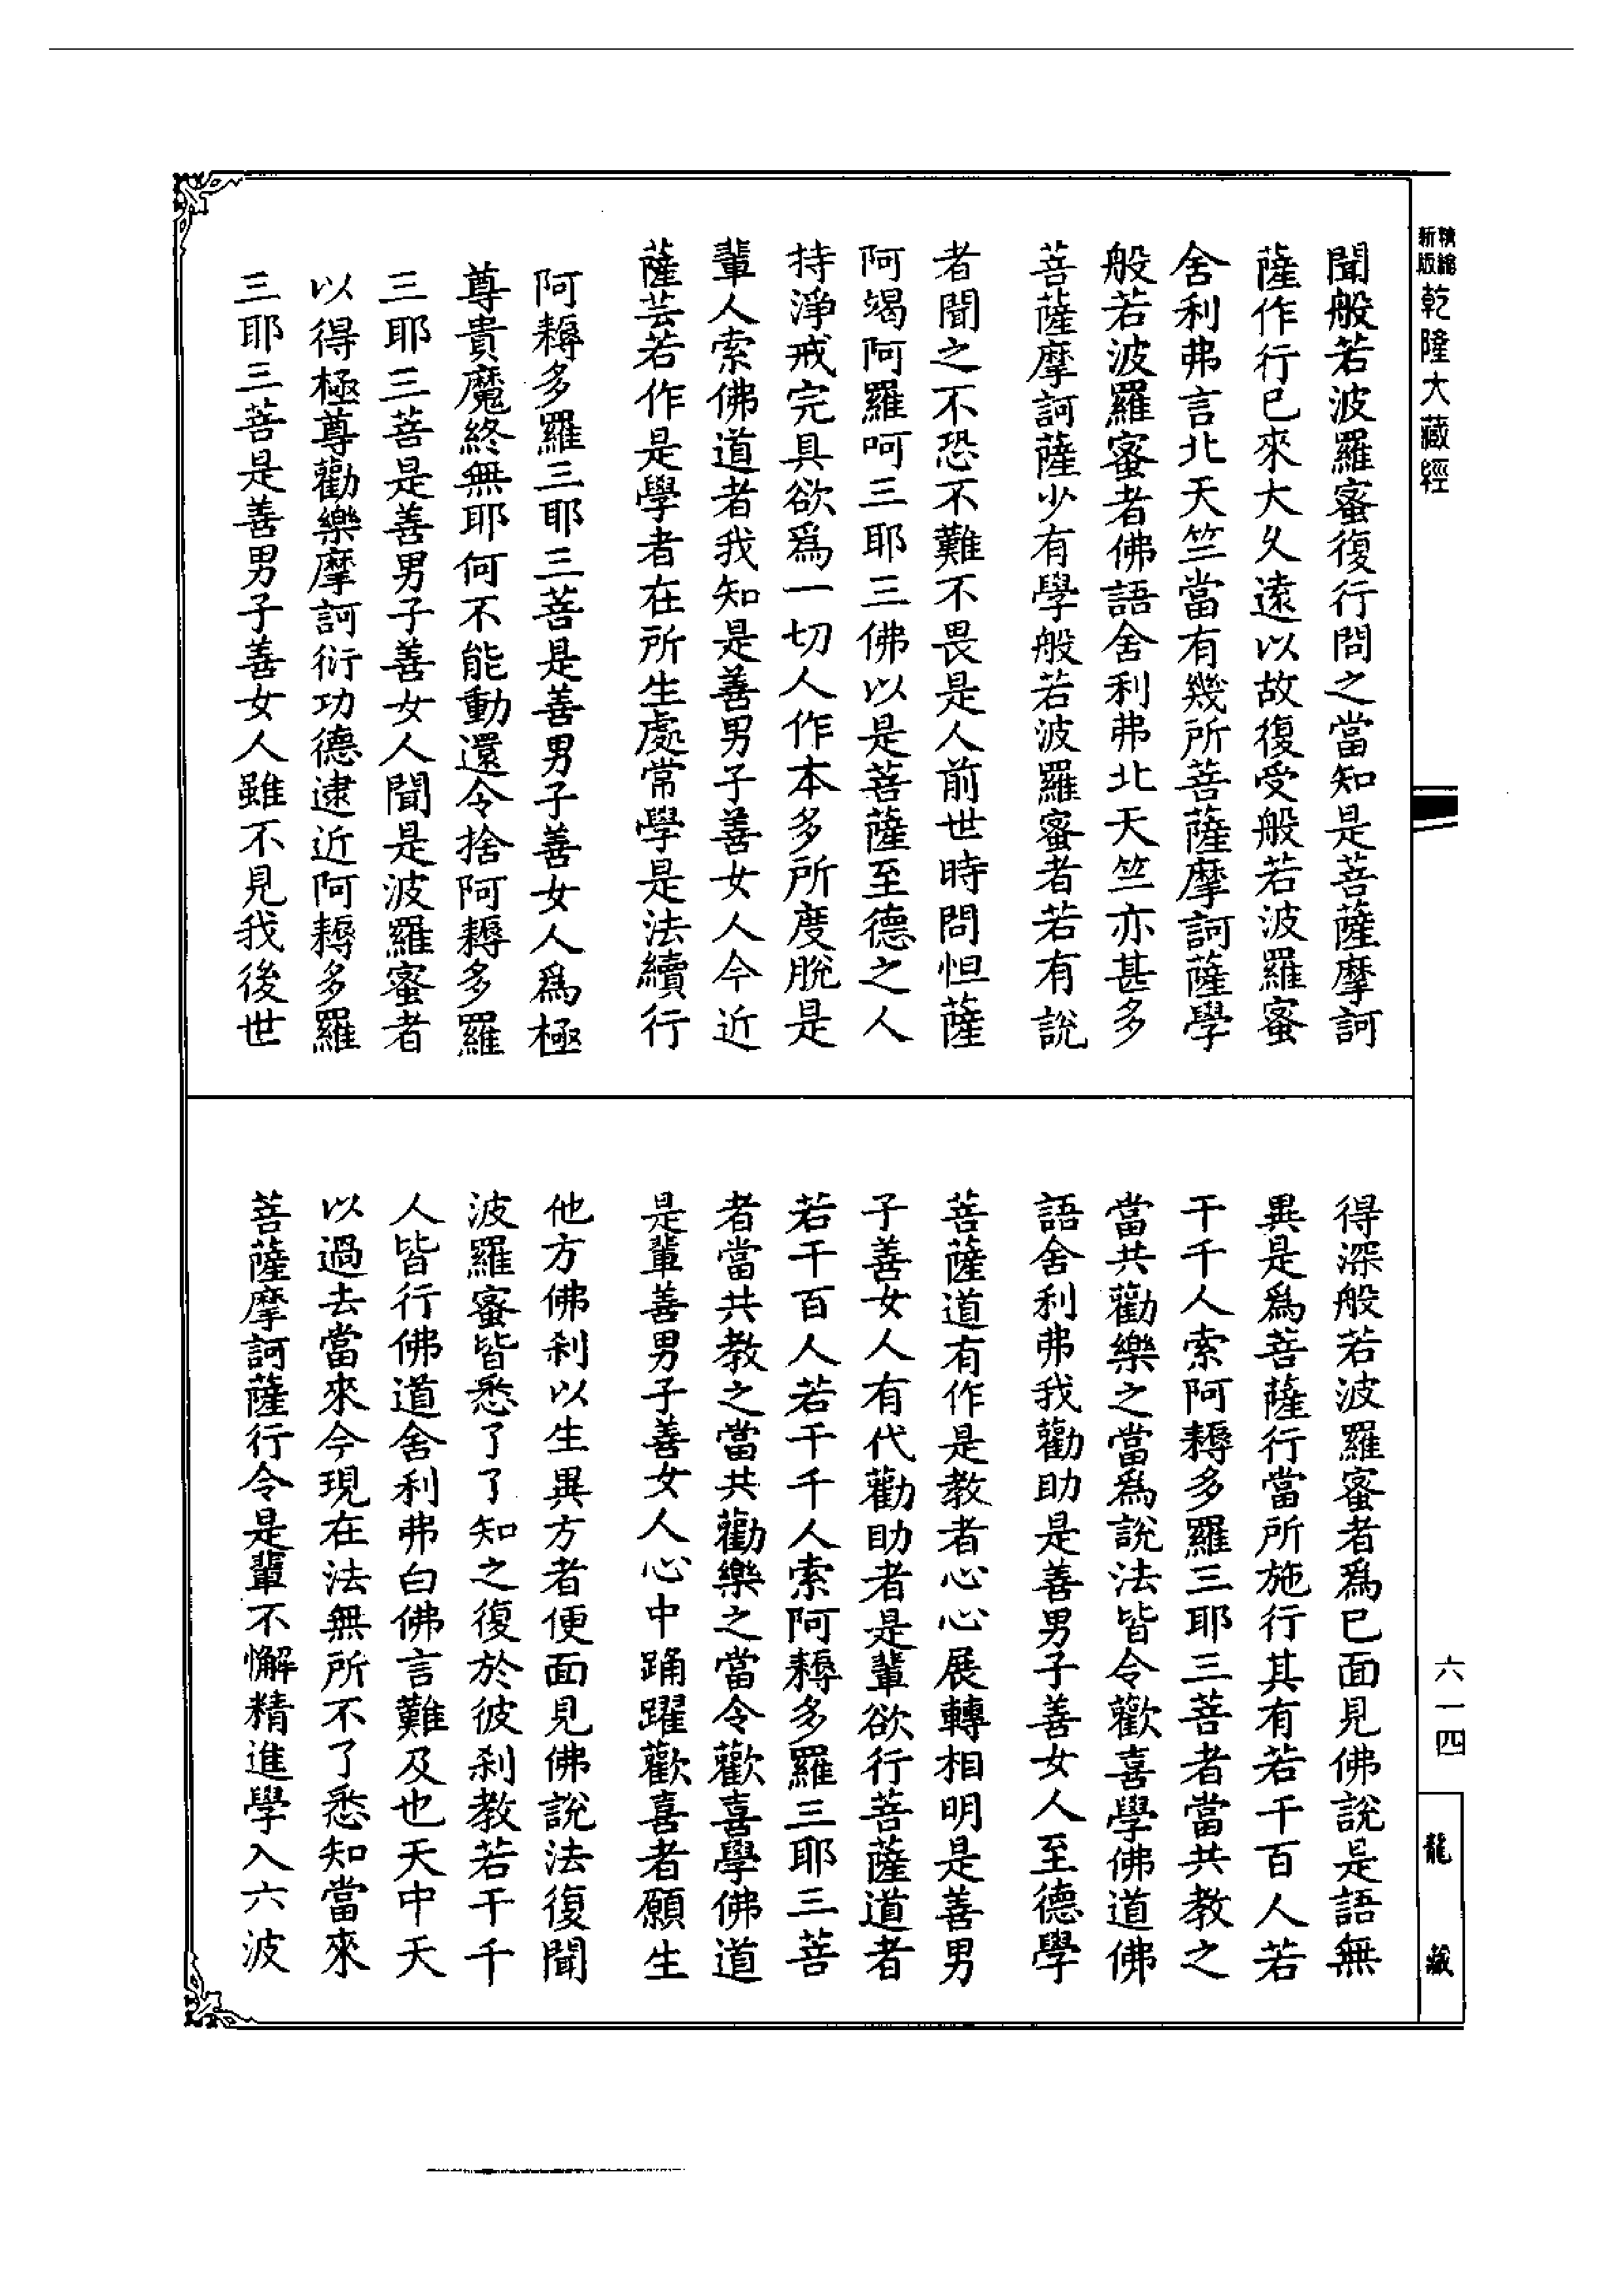 精縮新版乾隆大藏經
聞般若波羅蜜復行問之當知是菩薩摩訶
薩作行已來大久遠以故復受般若波羅蜜
舍利弗言北天竺當有幾所菩薩摩訶薩學
般若波羅蜜者佛語舍利弗北天竺亦甚多
菩薩摩訶薩少有學般若波羅蜜者若有說
者聞之不恐不難不畏是人前世時問怛薩
阿竭阿羅呵三耶三佛以是菩薩至德之人
持淨戒完具欲爲一切人作本多所度脫是
輩人索佛道者我知是善男子善女人今近
薩芸若作是學者在所生處常學是法續行
阿耨多羅三耶三菩是善男子善女人爲極
尊貴魔終無耶何不能動還令捨阿耨多羅
三耶三菩是善男子善女人聞是波羅蜜者
以得極尊勸樂摩訶衍功德逮近阿耨多羅
三耶三菩是善男子善女人雖不見我後世
得深般若波羅蜜者爲已面見佛說是語無
異是爲菩薩行當所施行其有若干百人若
干千人索阿耨多羅三耶三菩者當共教之
當共勸樂之當爲說法皆令歡喜學佛道佛
語舍利弗我勸助是善男子善女人至德學
菩薩道有作是教者心心展轉相明是善男
子善女人有代勸助者是輩欲行菩薩道者
若干百人若干千人索阿耨多羅三耶三菩
者當共教之當共勸樂之當令歡喜學佛道
是輩善男子善女人心中踊躍歡喜者願生
他方佛剎以生異方者便面見佛說法復聞
波羅蜜皆悉了了知之復於彼剎教若干千
人皆行佛道舍利弗白佛言難及也天中天
以過去當來今現在法無所不了悉知當來
菩薩摩訶薩行令是輩不懈精進學入六波
六一四
龍藏